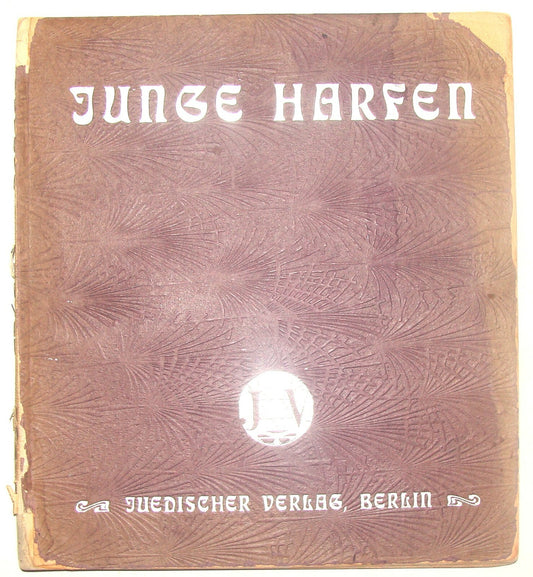 JUNGE HARFEN
JV
JUEDISCHER VERLAG, BERLIN